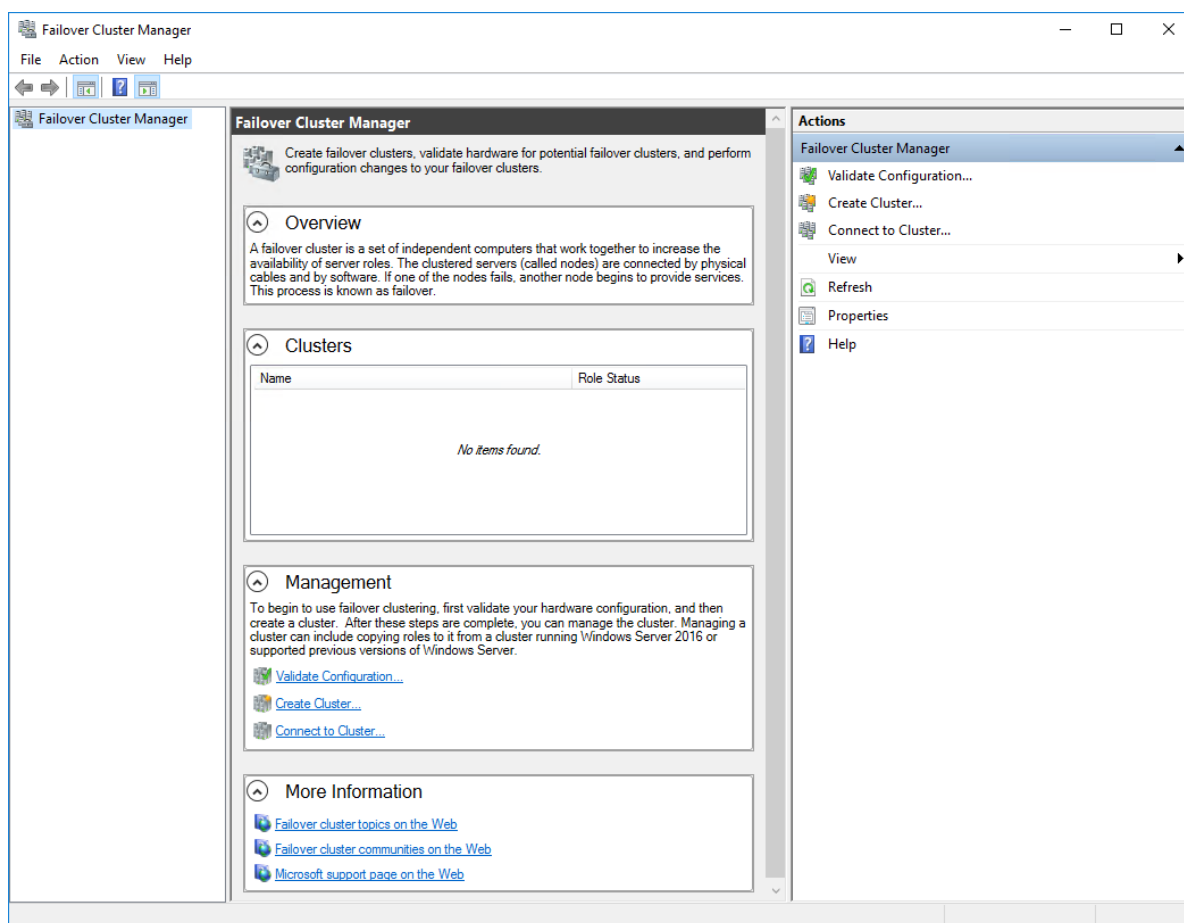 Failover Cluster Manager
File Action View Help
Failover Cluster Manager
Failover Cluster Manager
Create failover clusters, validate hardware for potential failover clusters, and perform
configuration changes to your failover clusters.
Overview
A failover cluster is a set of independent computers that work together to increase the
availability of server roles. The clustered servers (called nodes) are connected by physical
cables and by software. If one of the nodes fails, another node begins to provide services.
This process is known as failover.
Clusters
Name Role Status
No items found.
Management
To begin to use failover clustering, first validate your hardware configuration, and then
create a cluster. After these steps are complete, you can manage the cluster. Managing a
cluster can include copying roles to it from a cluster running Windows Server 2016 or
supported previous versions of Windows Server.
Validate Configuration...
Create Cluster...
Connect to Cluster...
More Information
Failover cluster topics on the Web
Failover cluster communities on the Web
Microsoft support page on the Web
Actions
Failover Cluster Manager
Validate Configuration...
Create Cluster...
Connect to Cluster...
View
Refresh
Properties
Help